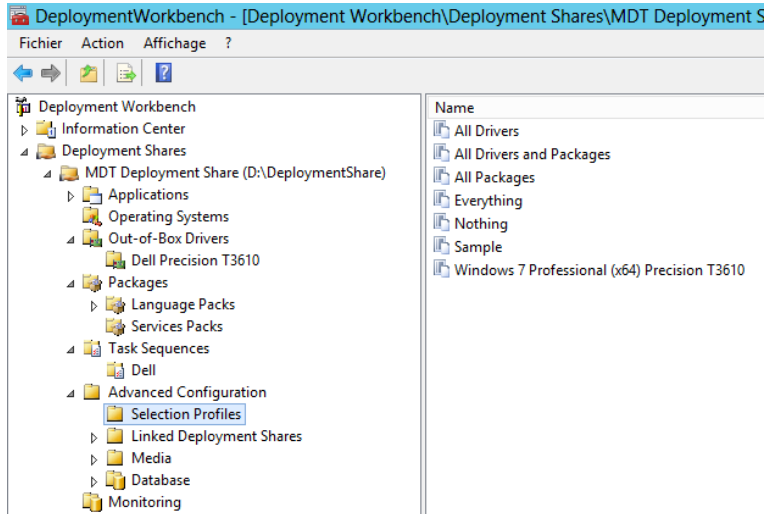 DeploymentWorkbench - [Deployment Workbench\Deployment Shares\MDT Deployment S
Fichier Action Affichage ?
Deployment Workbench
Information Center
Deployment Shares
MDT Deployment Share (D:\DeploymentShare)
Applications
Operating Systems
Out-of-Box Drivers
Dell Precision T3610
Packages
Language Packs
Services Packs
Task Sequences
Dell
Advanced Configuration
Selection Profiles
Linked Deployment Shares
Media
Database
Monitoring
Name
All Drivers
All Drivers and Packages
All Packages
Everything
Nothing
Sample
Windows 7 Professional (x64) Precision T3610